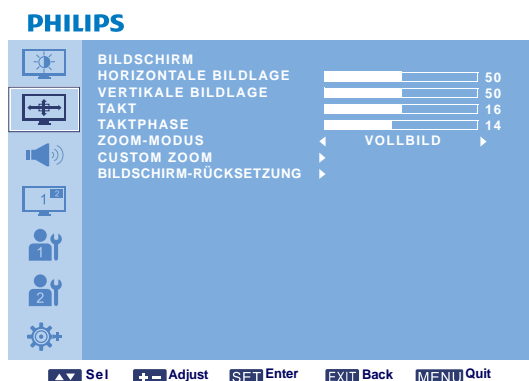 PHILIPS
BILDSCHIRM
HORIZONTALE BILDLAGE 50
VERTIKALE BILDLAGE 50
TAKT 16
TAKTPHASE 14
ZOOM-MODUS VOLLBILD
CUSTOM ZOOM
BILDSCHIRM-RÜCKSETZUNG
1 2
1
2
Sel Adjust SET Enter EXIT Back MENU Quit